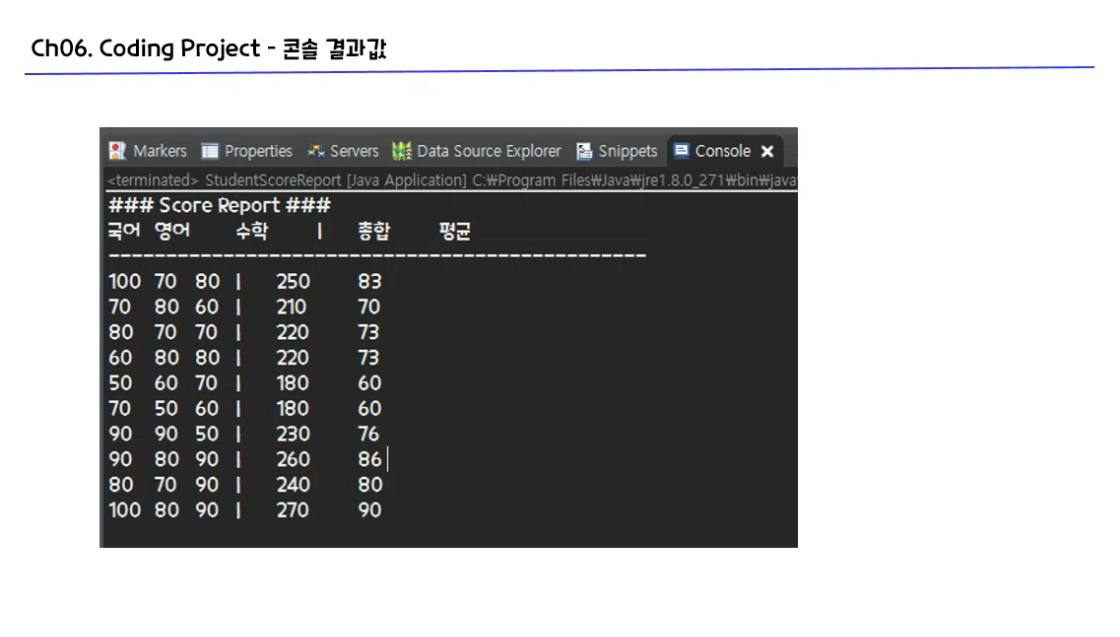 Ch06. Coding Project - 콘솔 결과값
Markers Properties Servers Data Source Explorer Snippets Console
<terminated> StudentScoreReport [Java Application] C:₩Program Files₩Java₩jre1.8.0_271₩bin₩java
### Score Report ###
국어 영어 수학 | 총합 평균
-----------------------------------------------
100 70 80 | 250 83
70 80 60 | 210 70
80 70 70 | 220 73
60 80 80 | 220 73
50 60 70 | 180 60
70 50 60 | 180 60
90 90 50 | 230 76
90 80 90 | 260 86
80 70 90 | 240 80
100 80 90 | 270 90